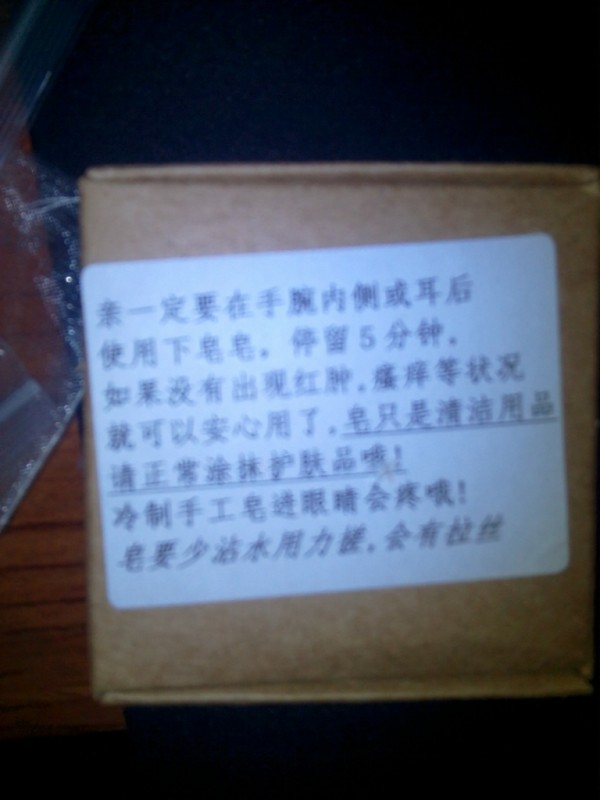 亲一定要在手腕内侧或耳后
使用下皂皂，停留5分钟，
如果没有出现红肿，瘙痒等状况
就可以安心用了，皂只是清洁用品
请正常涂抹护肤品哦！
冷制手工皂进眼睛会疼哦！
皂要少沾水用力搓，会有拉丝